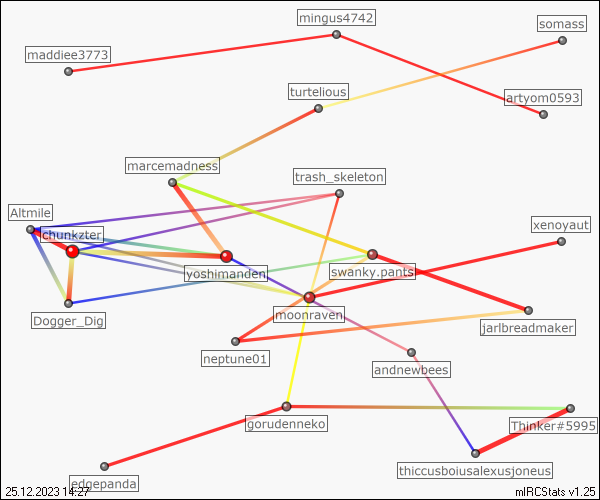 mingus4742
somass
maddiee3773
turtelious
artyom0593
marcemadness
trash_skeleton
Altmile
chunkzter
xenoyaut
yoshimanden
swanky.pants
moonraven
Dogger_Dig
jarlbreadmaker
neptune01
andnewbees
gorudenneko
Thinker#5995
thiccusboiusalexusjoneus
edgepanda
25.12.2023 14:27
mIRCStats v1.25